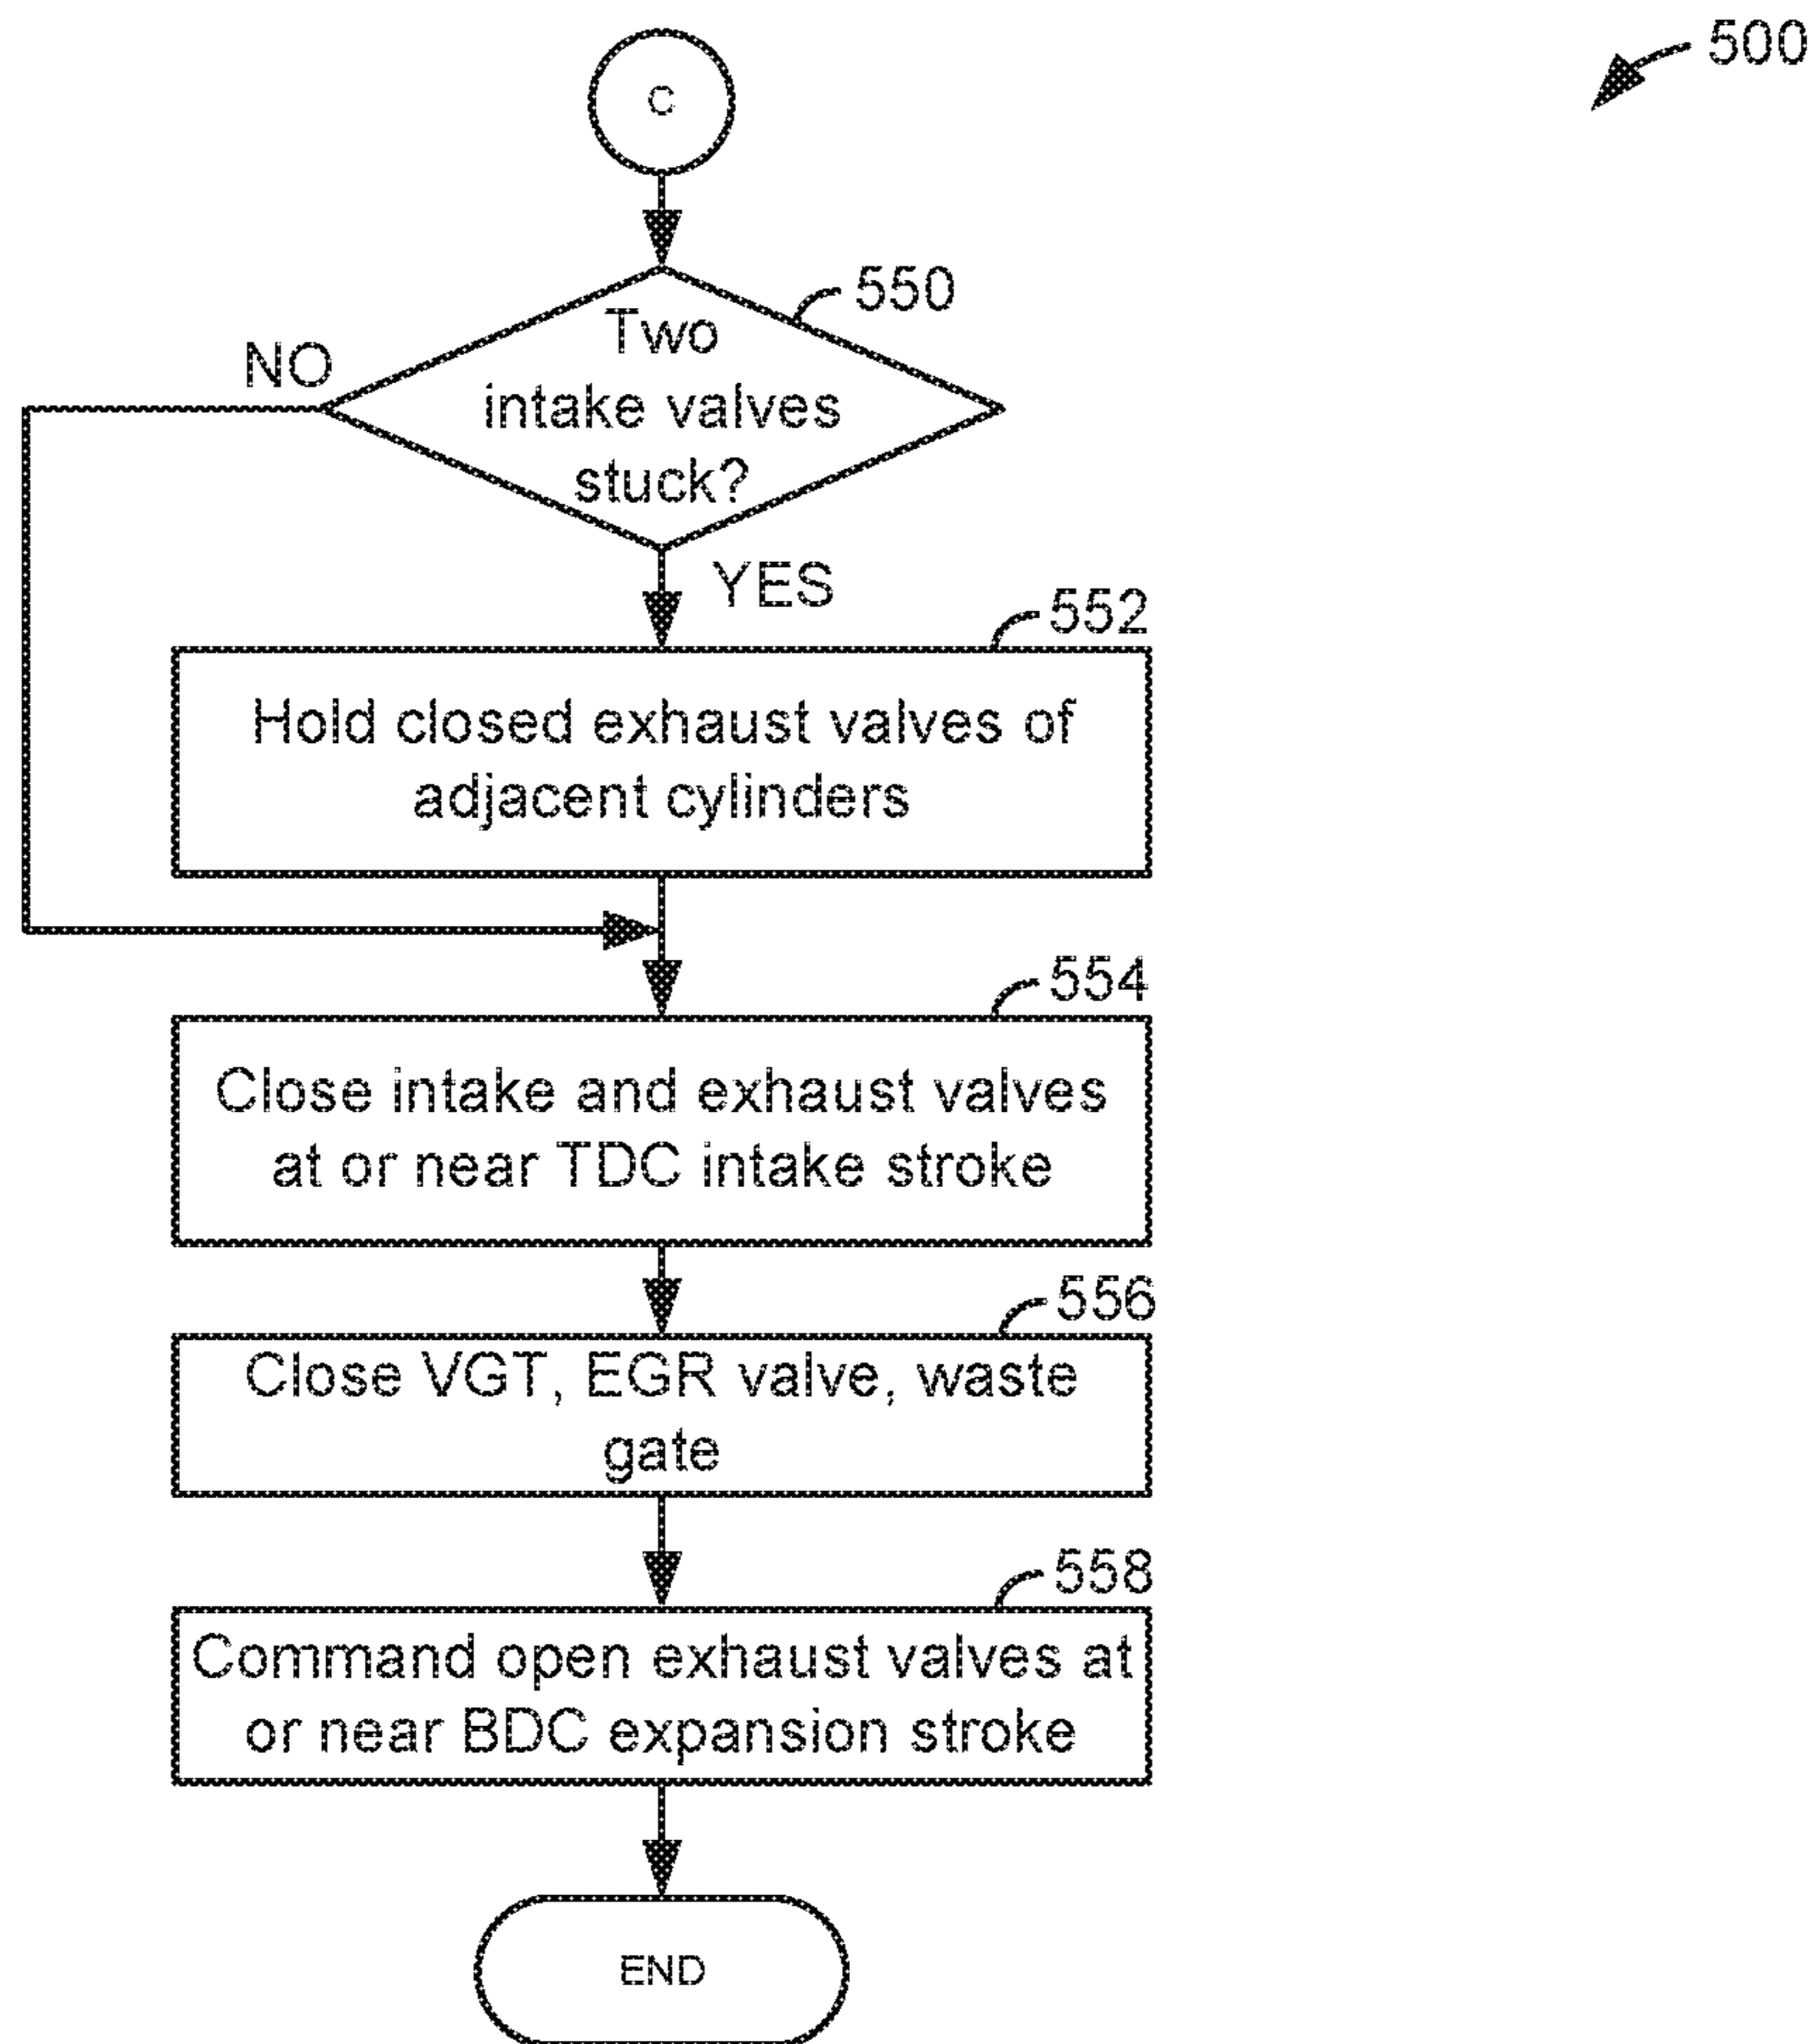 500
C
550
Two
intake valves
stuck?
NO
YES
552
Hold closed exhaust valves of
adjacent cylinders
554
Close intake and exhaust valves
at or near TDC intake stroke
556
Close VGT, EGR valve, waste
gate
558
Command open exhaust valves at
or near BDC expansion stroke
END